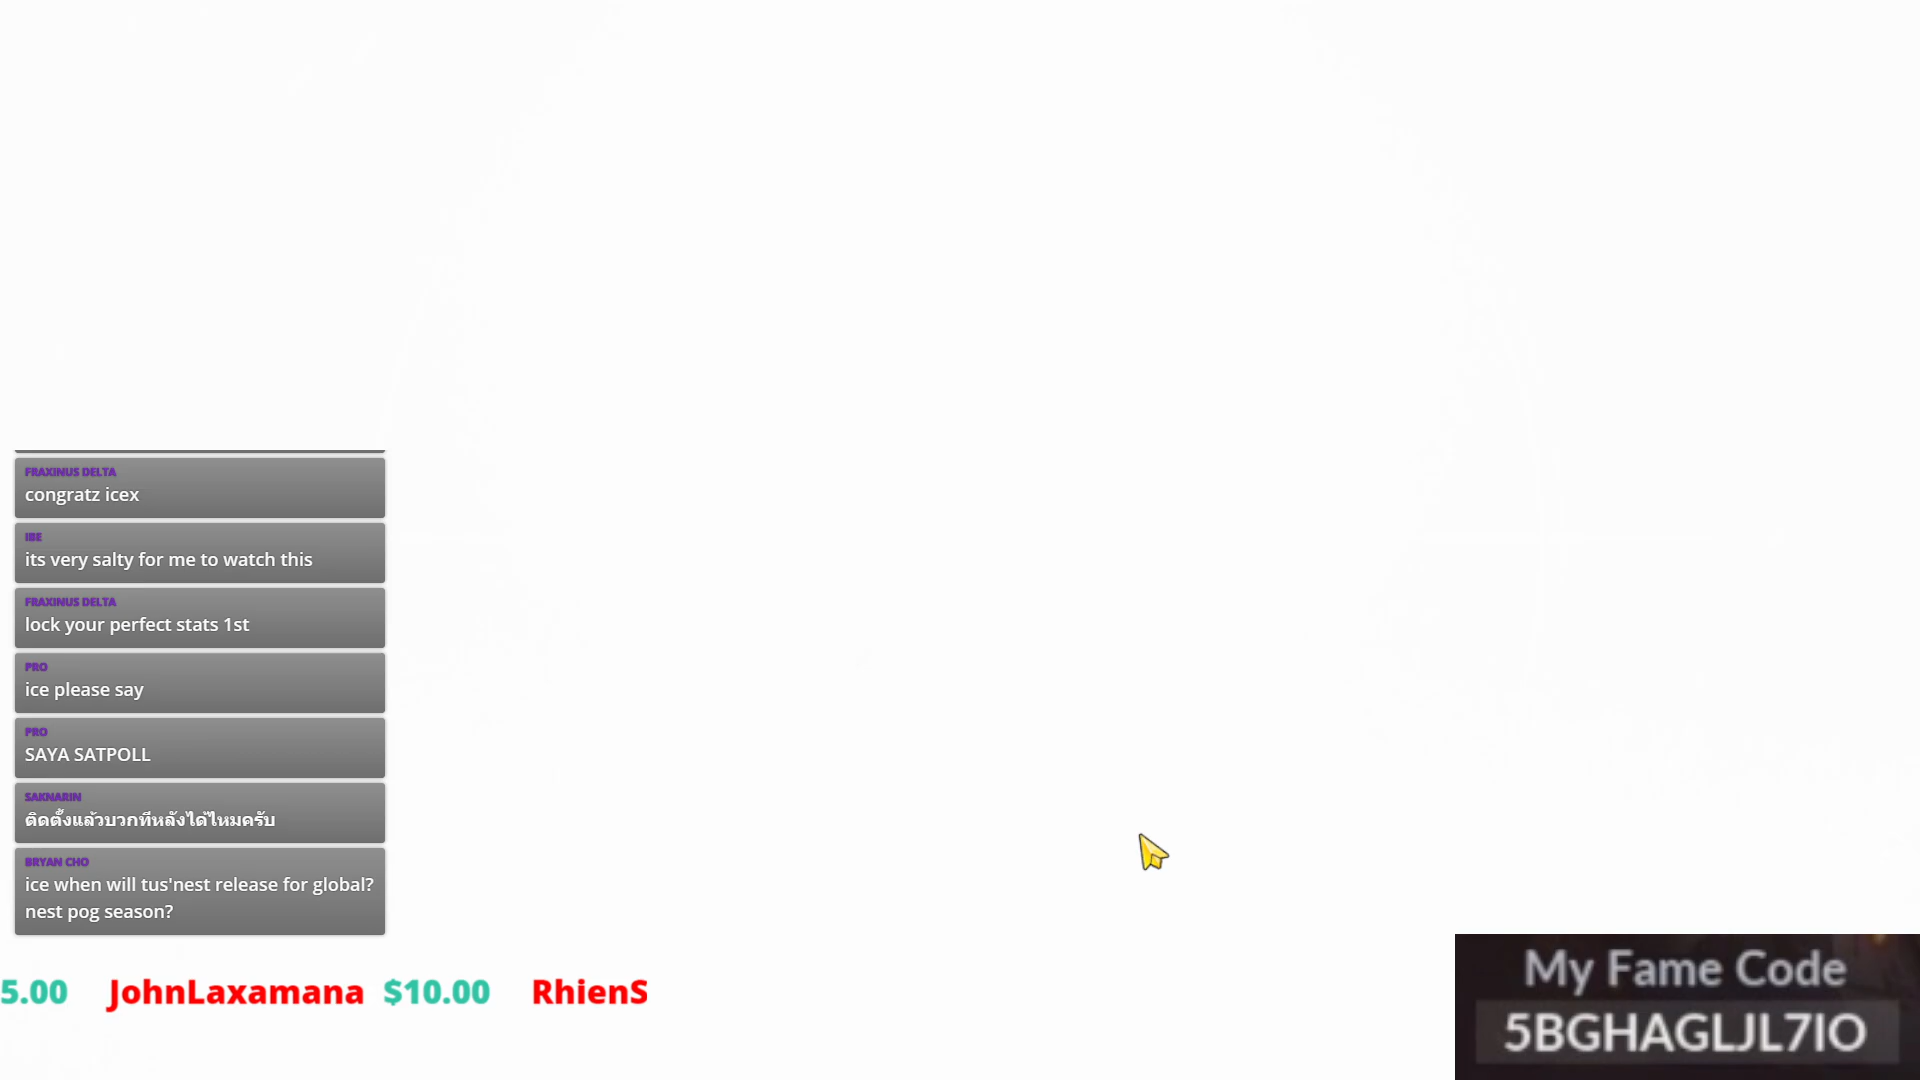 FRAXINUS DELTA
congratz icex
IBE
its very salty for me to watch this
FRAXINUS DELTA
lock your perfect stats 1st
PRO
ice please say
PRO
SAYA SATPOLL
SAKNARIN
ติดตั้งแล้วบวกทีหลังได้ไหมครับ
BRYAN CHO
ice when will tus'nest release for global?
nest pog season?
5.00 JohnLaxamana $10.00 RhienS
My Fame Code
5BGHAGLJL7IO